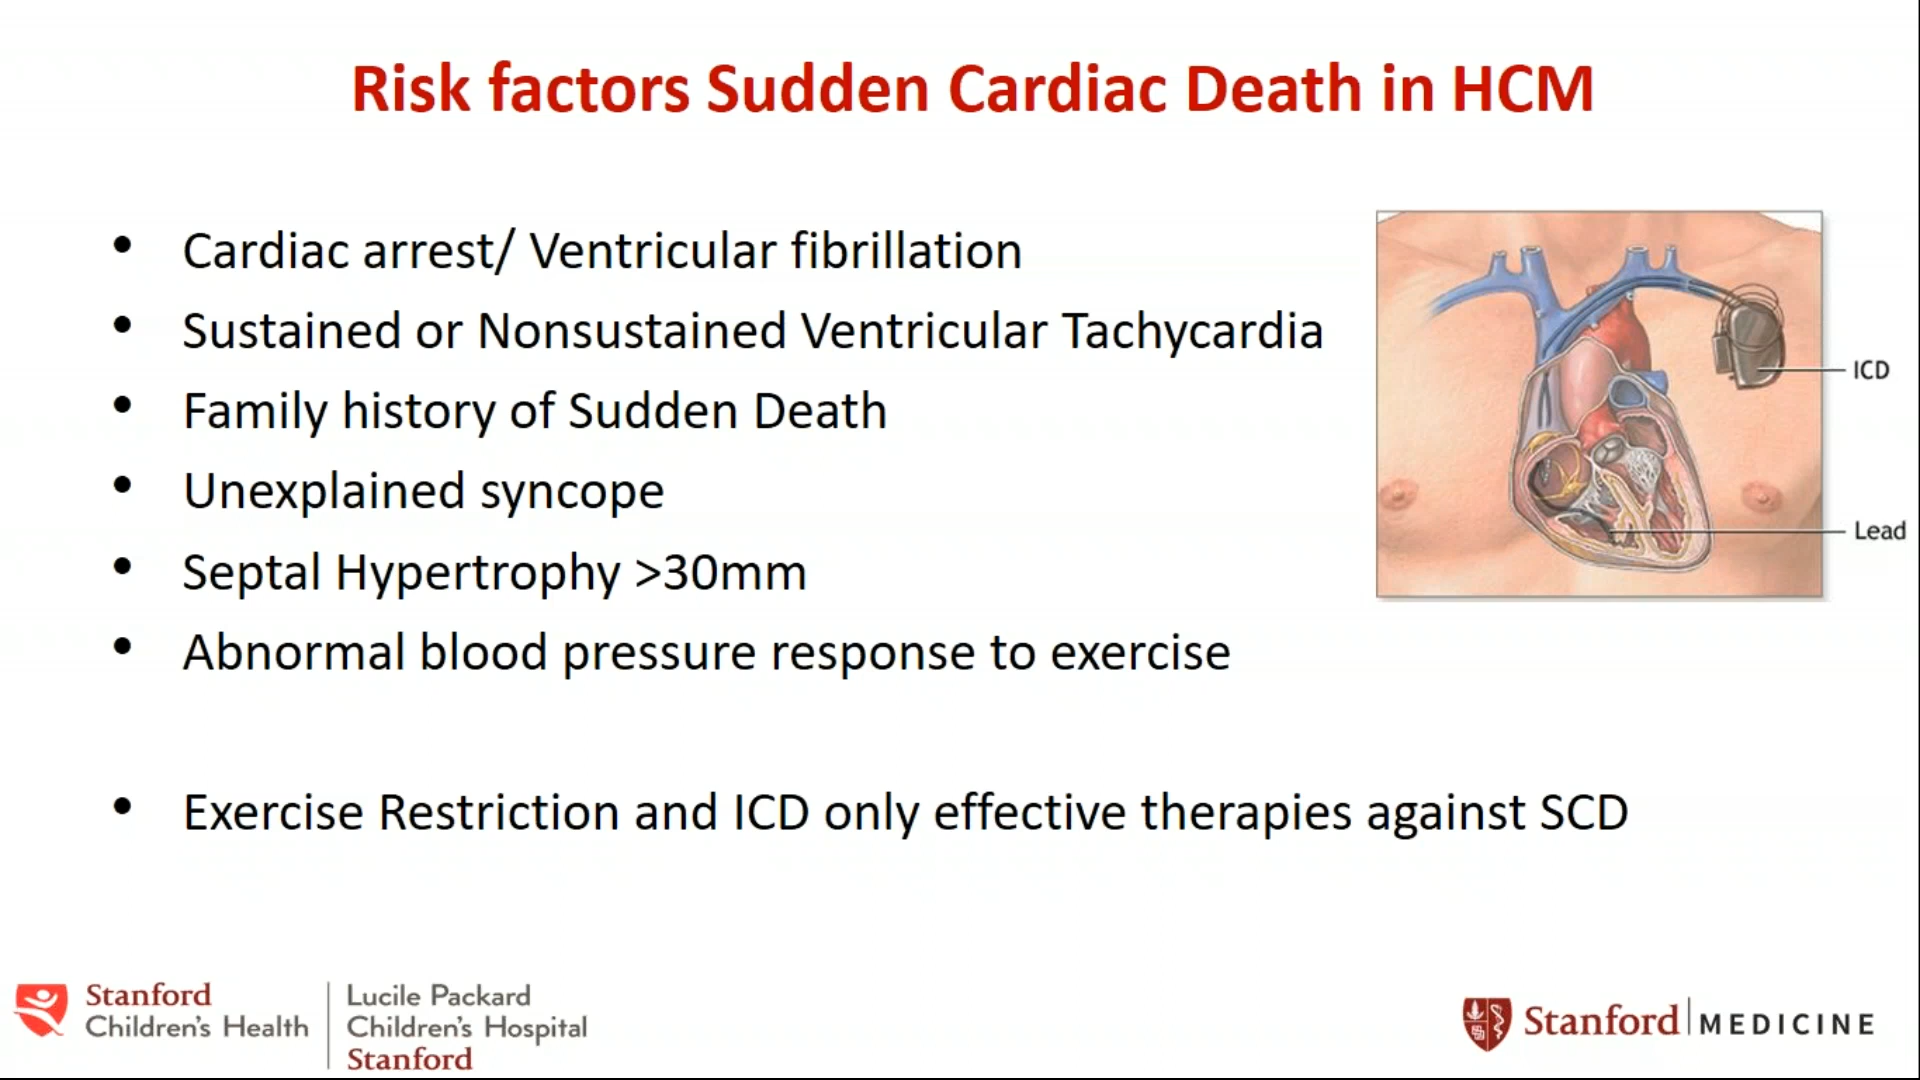 Risk factors Sudden Cardiac Death in HCM
• Cardiac arrest/ Ventricular fibrillation
• Sustained or Nonsustained Ventricular Tachycardia
• Family history of Sudden Death
• Unexplained syncope
• Septal Hypertrophy >30mm
• Abnormal blood pressure response to exercise
• Exercise Restriction and ICD only effective therapies against SCD
ICD
Lead
Stanford
Children's Health
Lucile Packard
Children's Hospital
Stanford
Stanford MEDICINE